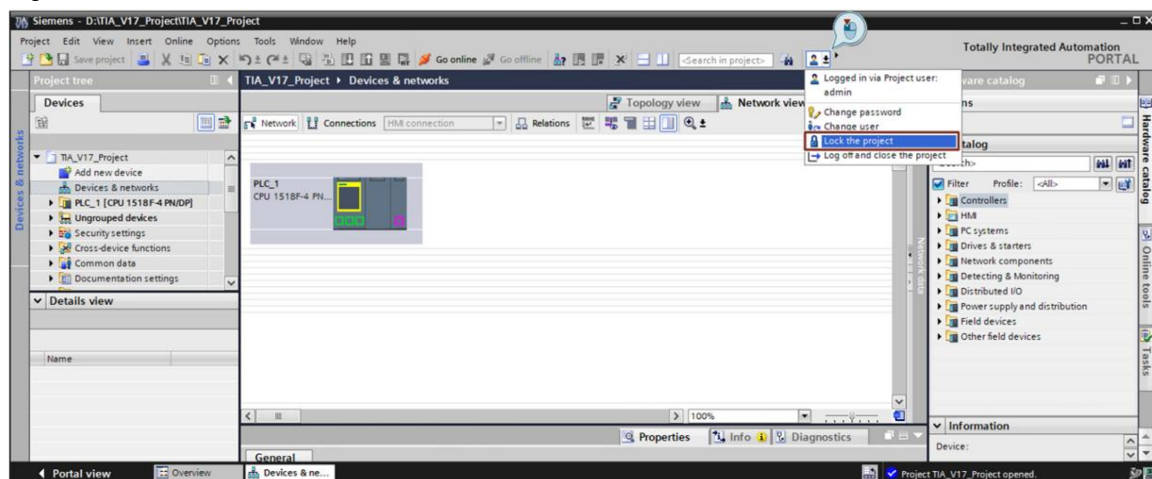 Siemens - D:\TIA_V17_Project\TIA_V17_Project
Project Edit View Insert Online Options Tools Window Help
Totally Integrated Automation
PORTAL
Save project
Go online
Go offline
<Search in project>
Logged in via Project user:
admin
Change password
Change user
Lock the project
Log off and close the project
Project tree
Devices
TIA_V17_Project
Add new device
Devices & networks
PLC_1 [CPU 1518F-4 PN/DP]
Ungrouped devices
Security settings
Cross-device functions
Common data
Documentation settings
Details view
Name
TIA_V17_Project Devices & networks
Topology view Network view
Network Connections HMI connection Relations
PLC_1
CPU 1518F-4 PN...
Network data
100%
Properties Info Diagnostics
General
Filter Profile: <All>
Controllers
HMI
PC systems
Drives & starters
Network components
Detecting & Monitoring
Distributed I/O
Power supply and distribution
Field devices
Other field devices
Information
Device:
Devices & networks
Hardware catalog
Online tools
Tasks
Portal view Overview Devices & ne... Project TIA_V17_Project opened.